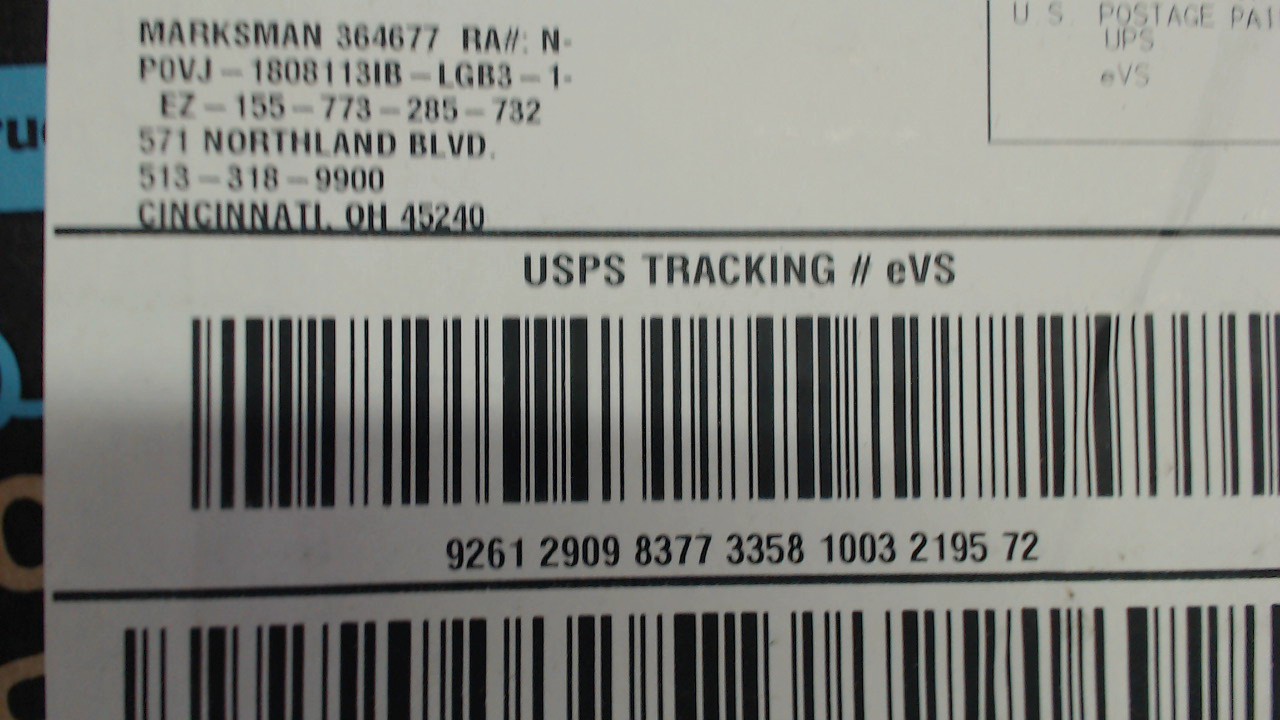 MARKSMAN 364677 RA#: N-
P0VJ-1808113IB-LGB3-1-
EZ-155-773-285-732
571 NORTHLAND BLVD.
513-318-9900
CINCINNATI, OH 45240
U S POSTAGE PAI
UPS
eVS
USPS TRACKING # eVS
9261 2909 8377 3358 1003 2195 72